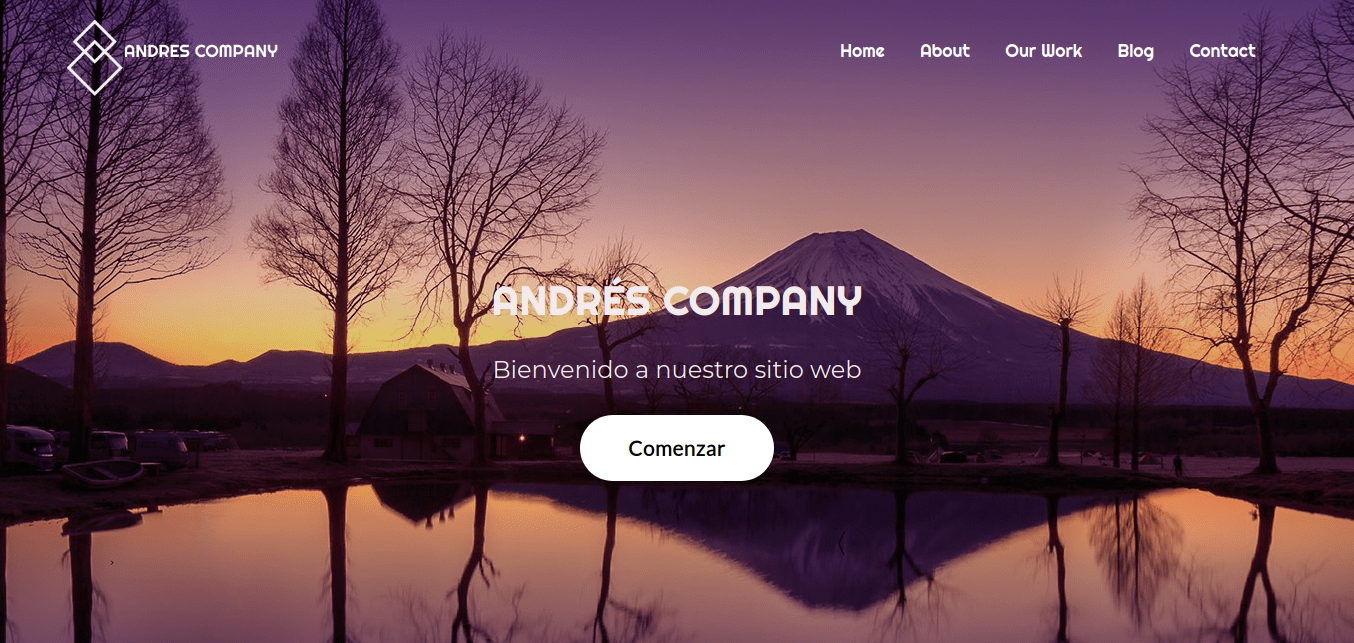 ANDRES COMPANY
Home
About
Our Work
Blog
Contact
ANDRÉS COMPANY
Bienvenido a nuestro sitio web
Comenzar